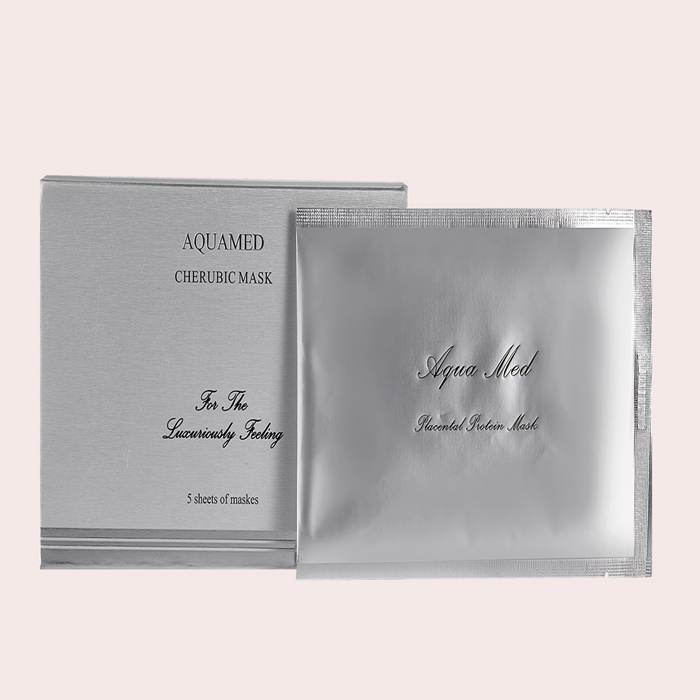 AQUAMED
CHERUBIC MASK
For The
Luxuriously Feeling
5 sheets of maskes
Aqua Med
Placental Protein Mask